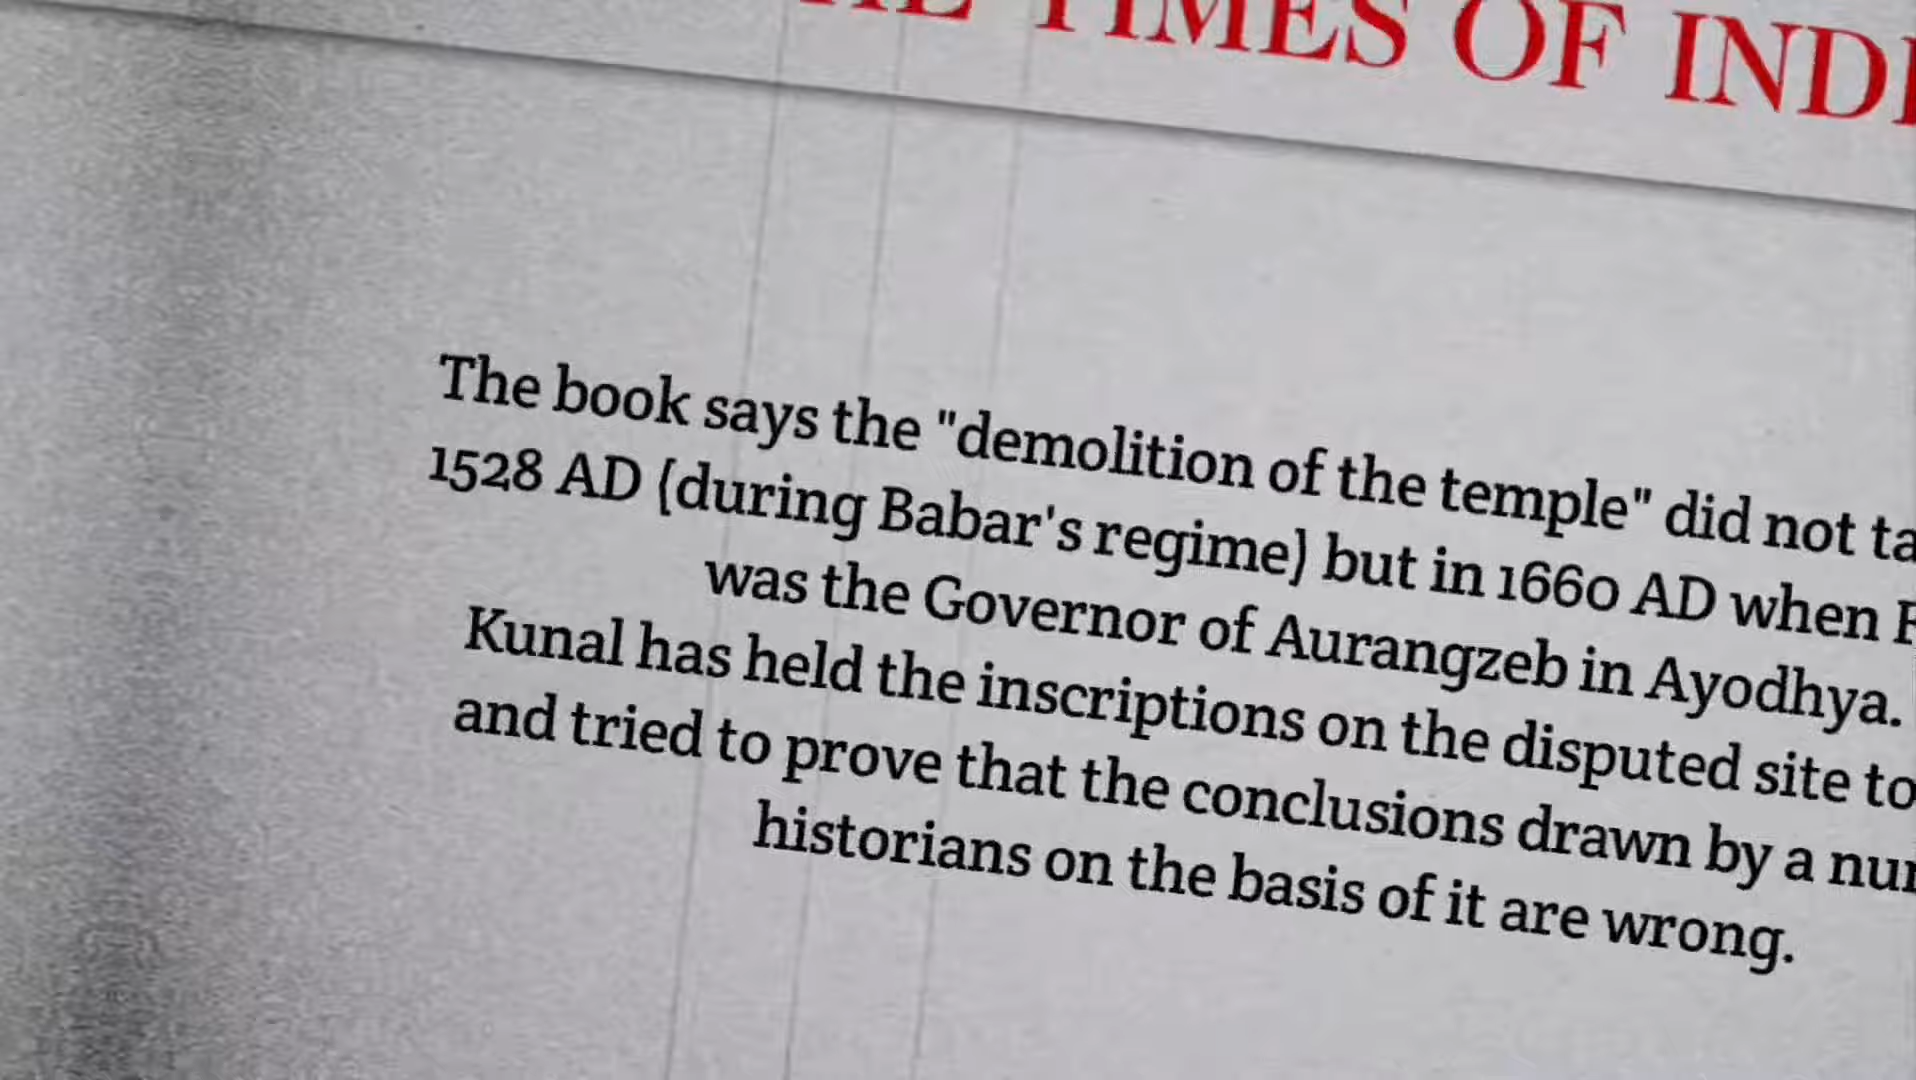 TIMES OF INDI
The book says the "demolition of the temple" did not ta
1528 AD (during Babar's regime) but in 1660 AD when F
was the Governor of Aurangzeb in Ayodhya.
Kunal has held the inscriptions on the disputed site to
and tried to prove that the conclusions drawn by a nu
historians on the basis of it are wrong.